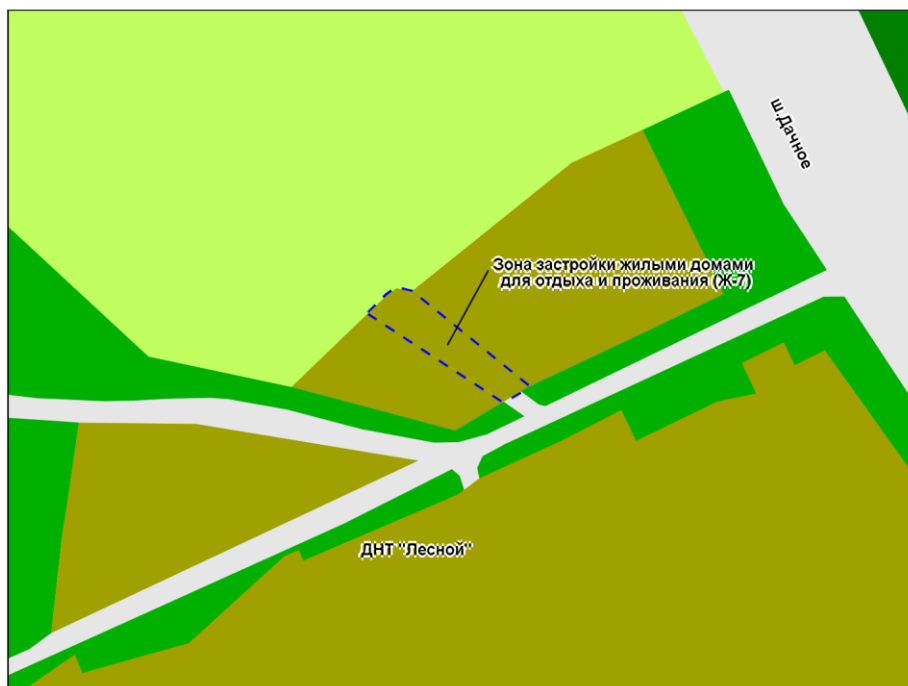 ш.Дачное
Зона застройки жилыми домами
для отдыха и проживания (Ж-7)
ДНТ "Лесной"